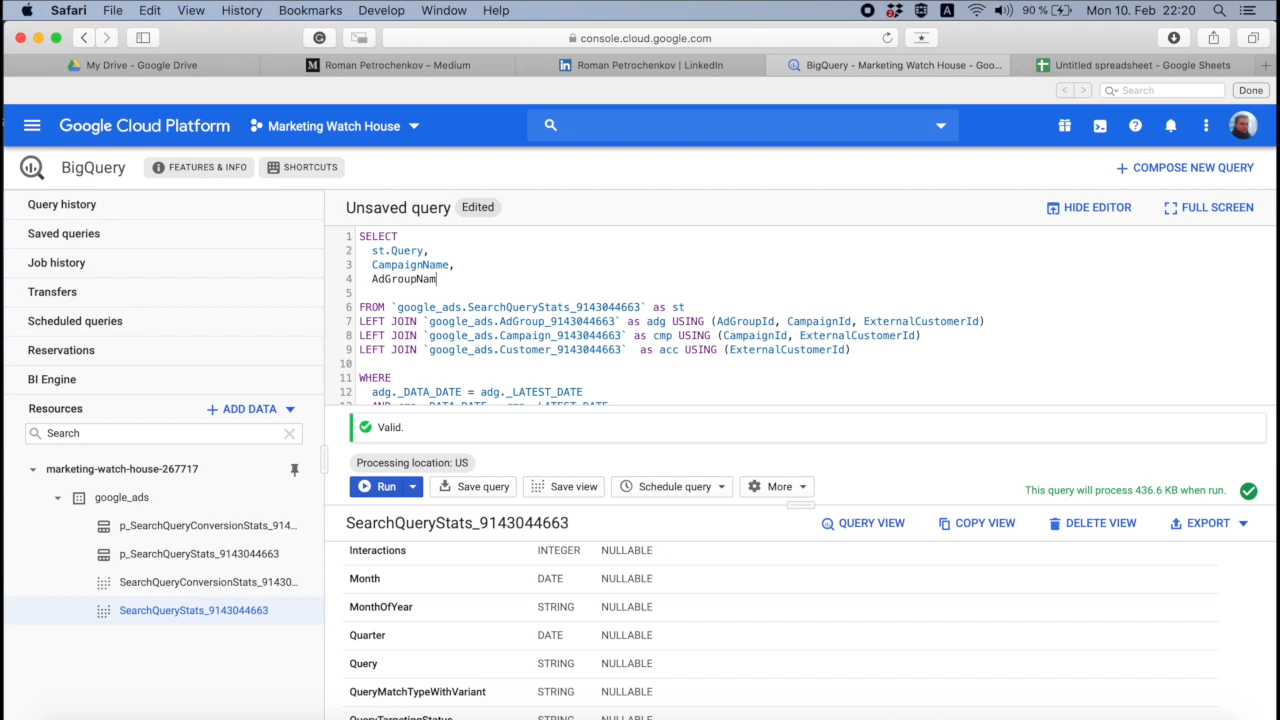 Safari File Edit View History Bookmarks Develop Window Help 2 A 90 % Mon 10. Feb 22:20
console.cloud.google.com
My Drive - Google Drive Roman Petrochenkov – Medium Roman Petrochenkov | LinkedIn BigQuery - Marketing Watch House - Goo... Untitled spreadsheet - Google Sheets
Search Done
Google Cloud Platform Marketing Watch House
BigQuery FEATURES & INFO SHORTCUTS COMPOSE NEW QUERY
Query history
Saved queries
Job history
Transfers
Scheduled queries
Reservations
BI Engine
Resources ADD DATA
Search
marketing-watch-house-267717
google_ads
p_SearchQueryConversionStats_914...
p_SearchQueryStats_9143044663
SearchQueryConversionStats_91430...
SearchQueryStats_9143044663
Unsaved query Edited HIDE EDITOR FULL SCREEN
1 SELECT
2 st.Query,
3 CampaignName,
4 AdGroupNam
5
6 FROM `google_ads.SearchQueryStats_9143044663` as st
7 LEFT JOIN `google_ads.AdGroup_9143044663` as adg USING (AdGroupId, CampaignId, ExternalCustomerId)
8 LEFT JOIN `google_ads.Campaign_9143044663` as cmp USING (CampaignId, ExternalCustomerId)
9 LEFT JOIN `google_ads.Customer_9143044663` as acc USING (ExternalCustomerId)
10
11 WHERE
12 adg._DATA_DATE = adg._LATEST_DATE
Valid.
Processing location: US
Run Save query Save view Schedule query More This query will process 436.6 KB when run.
SearchQueryStats_9143044663 QUERY VIEW COPY VIEW DELETE VIEW EXPORT
Interactions INTEGER NULLABLE
Month DATE NULLABLE
MonthOfYear STRING NULLABLE
Quarter DATE NULLABLE
Query STRING NULLABLE
QueryMatchTypeWithVariant STRING NULLABLE
QueryTargetingStatus STRING NULLABLE